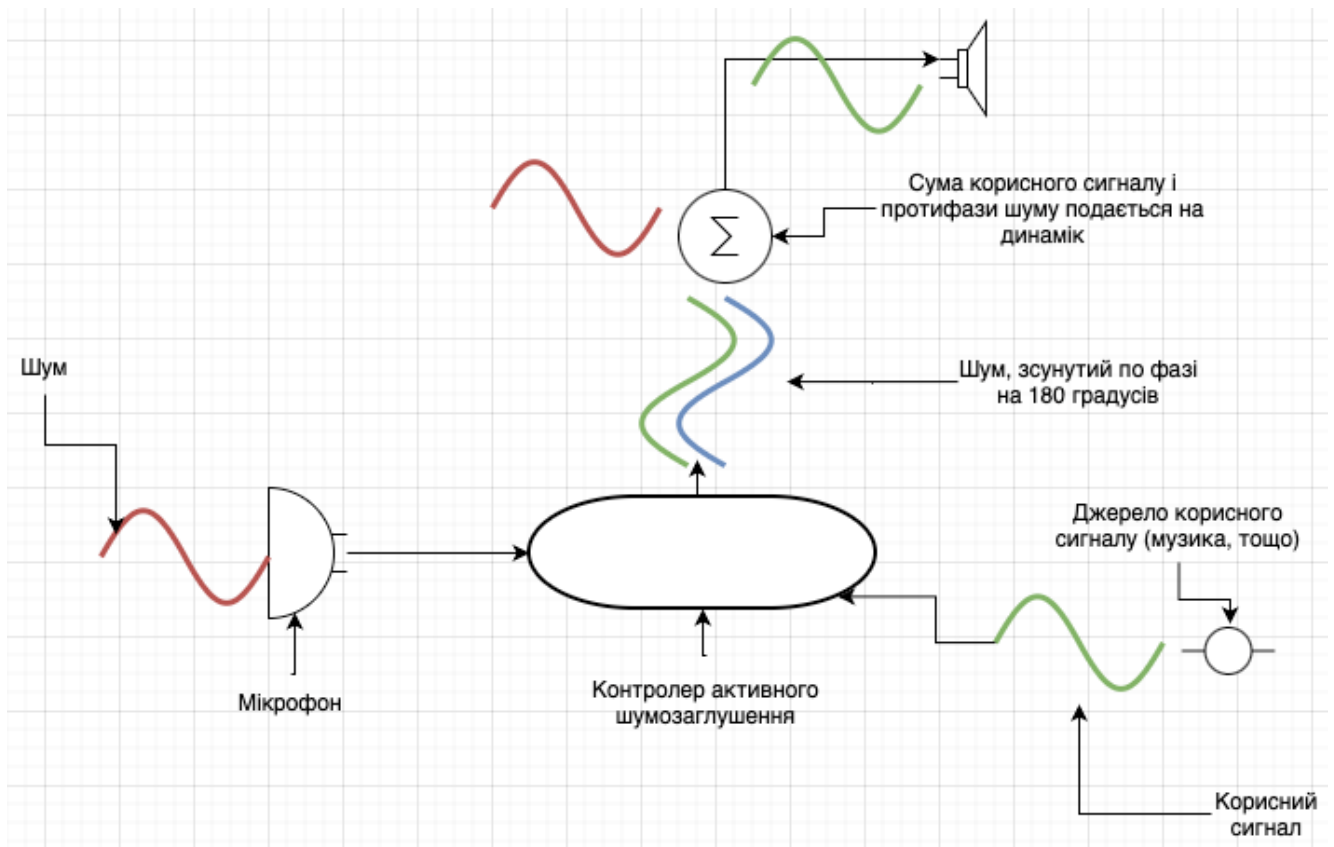 Сума корисного сигналу і
протифази шуму подається на
динамік
Σ
Шум
Шум, зсунутий по фазі
на 180 градусів
Джерело корисного
сигналу (музика, тощо)
Мікрофон
Контролер активного
шумозаглушення
Корисний
сигнал